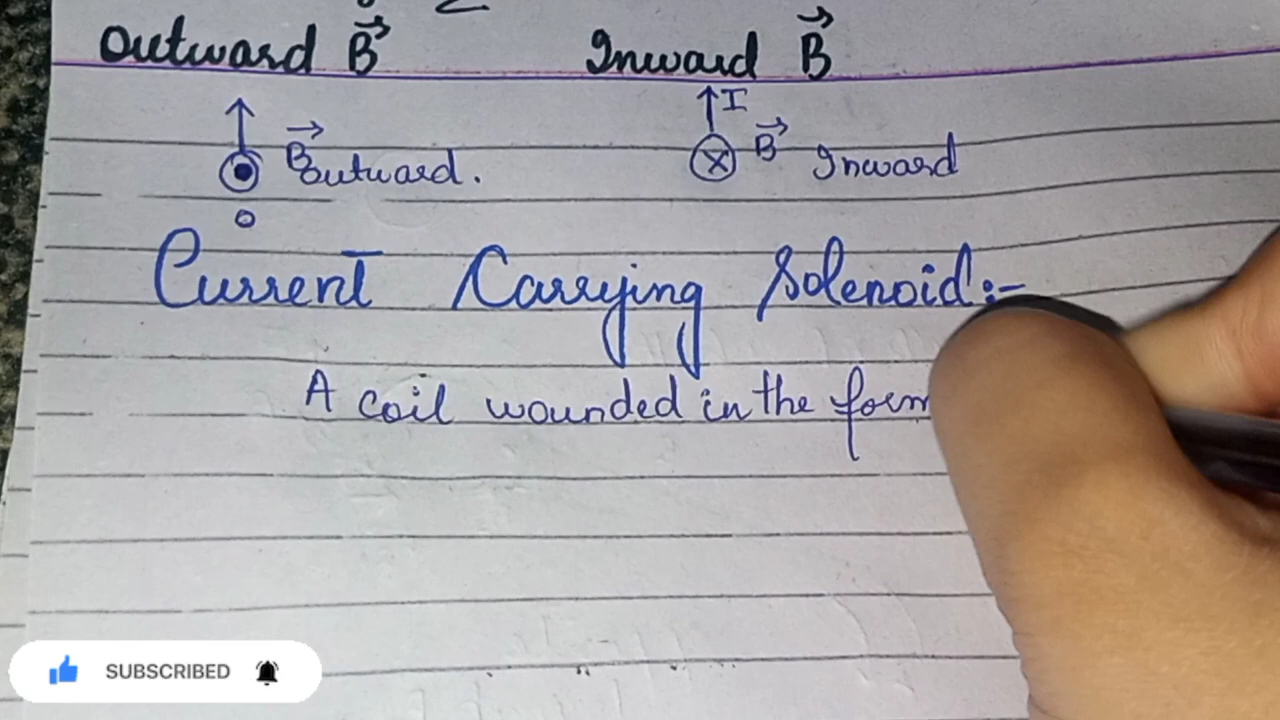 Outward B⃗ Inward B⃗
I
B⃗ outward. B⃗ Inward
Current Carrying Solenoid:-
A coil wounded in the form
SUBSCRIBED